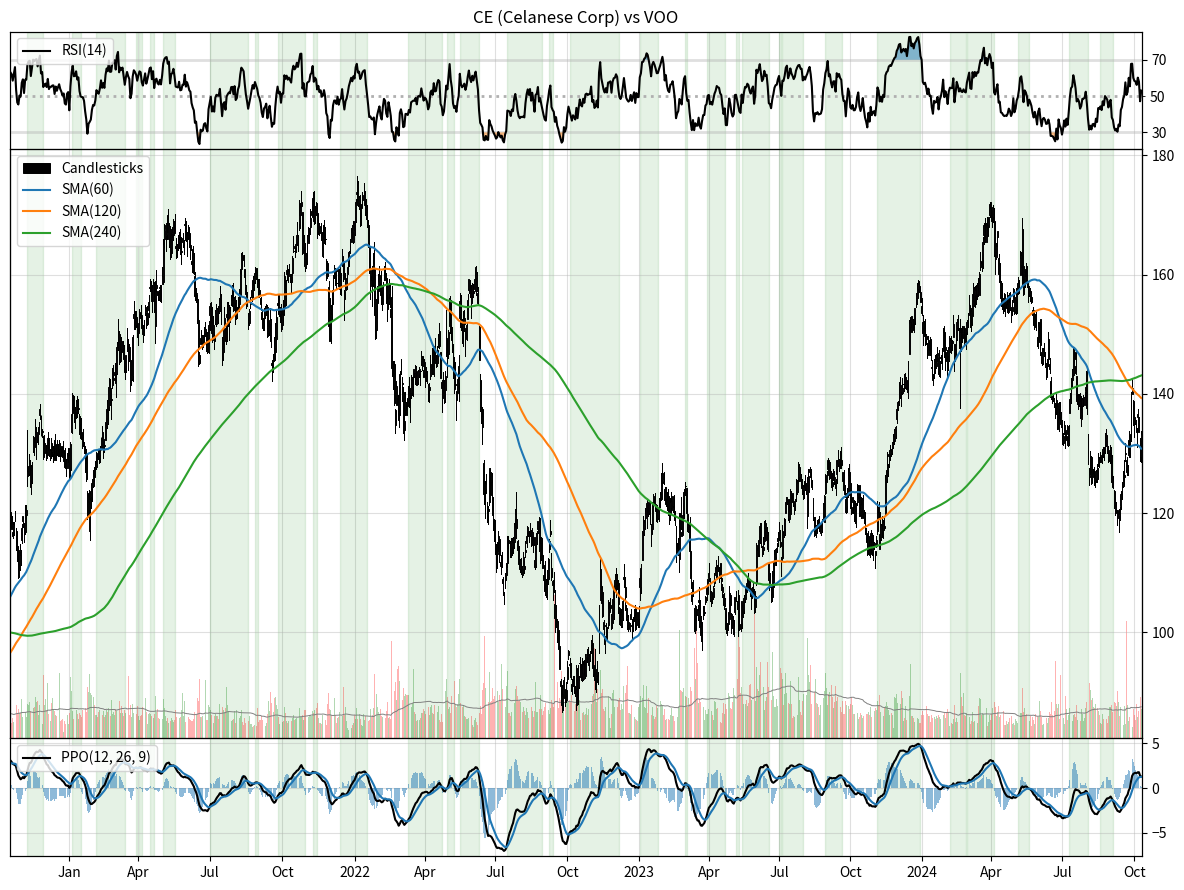 CE (Celanese Corp) vs VOO
RSI(14)
70
50
30
Candlesticks
SMA(60)
SMA(120)
SMA(240)
180
160
140
120
100
PPO(12, 26, 9)
5
0
−5
Jan Apr Jul Oct 2022 Apr Jul Oct 2023 Apr Jul Oct 2024 Apr Jul Oct